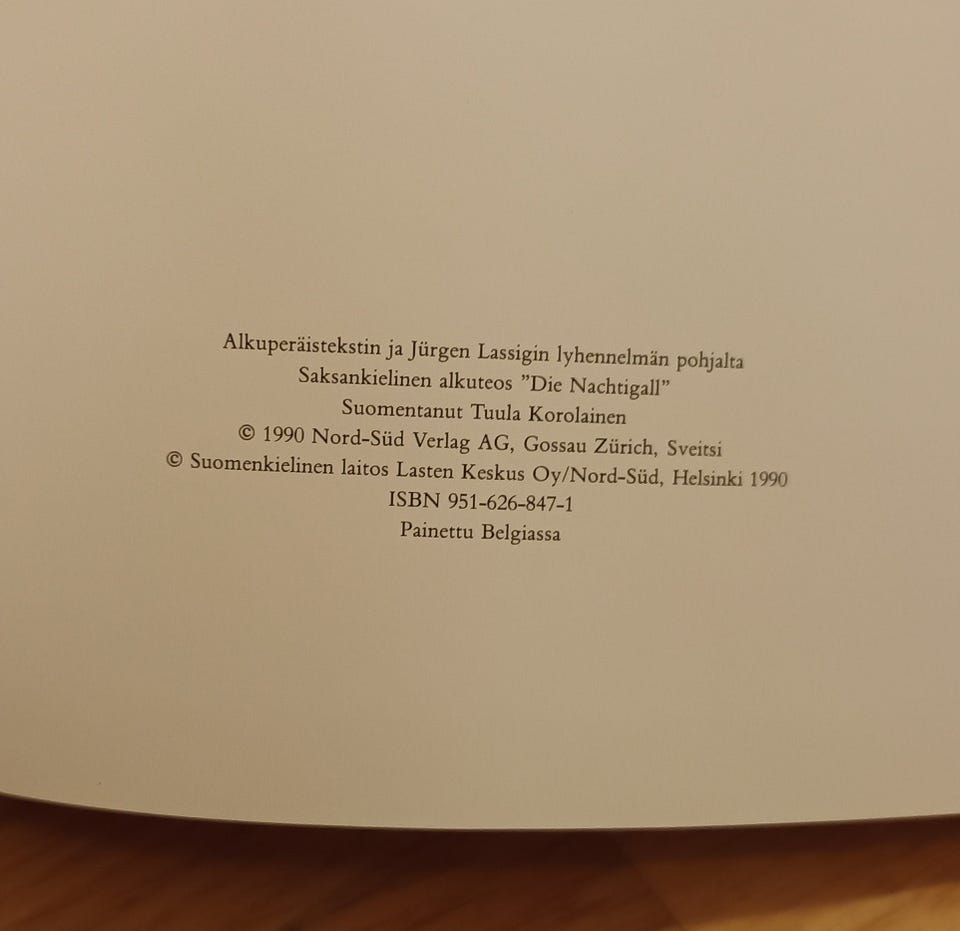 Alkuperäistekstin ja Jürgen Lassigin lyhennelmän pohjalta
Saksankielinen alkuteos ”Die Nachtigall”
Suomentanut Tuula Korolainen
© 1990 Nord-Süd Verlag AG, Gossau Zürich, Sveitsi
© Suomenkielinen laitos Lasten Keskus Oy/Nord-Süd, Helsinki 1990
ISBN 951-626-847-1
Painettu Belgiassa